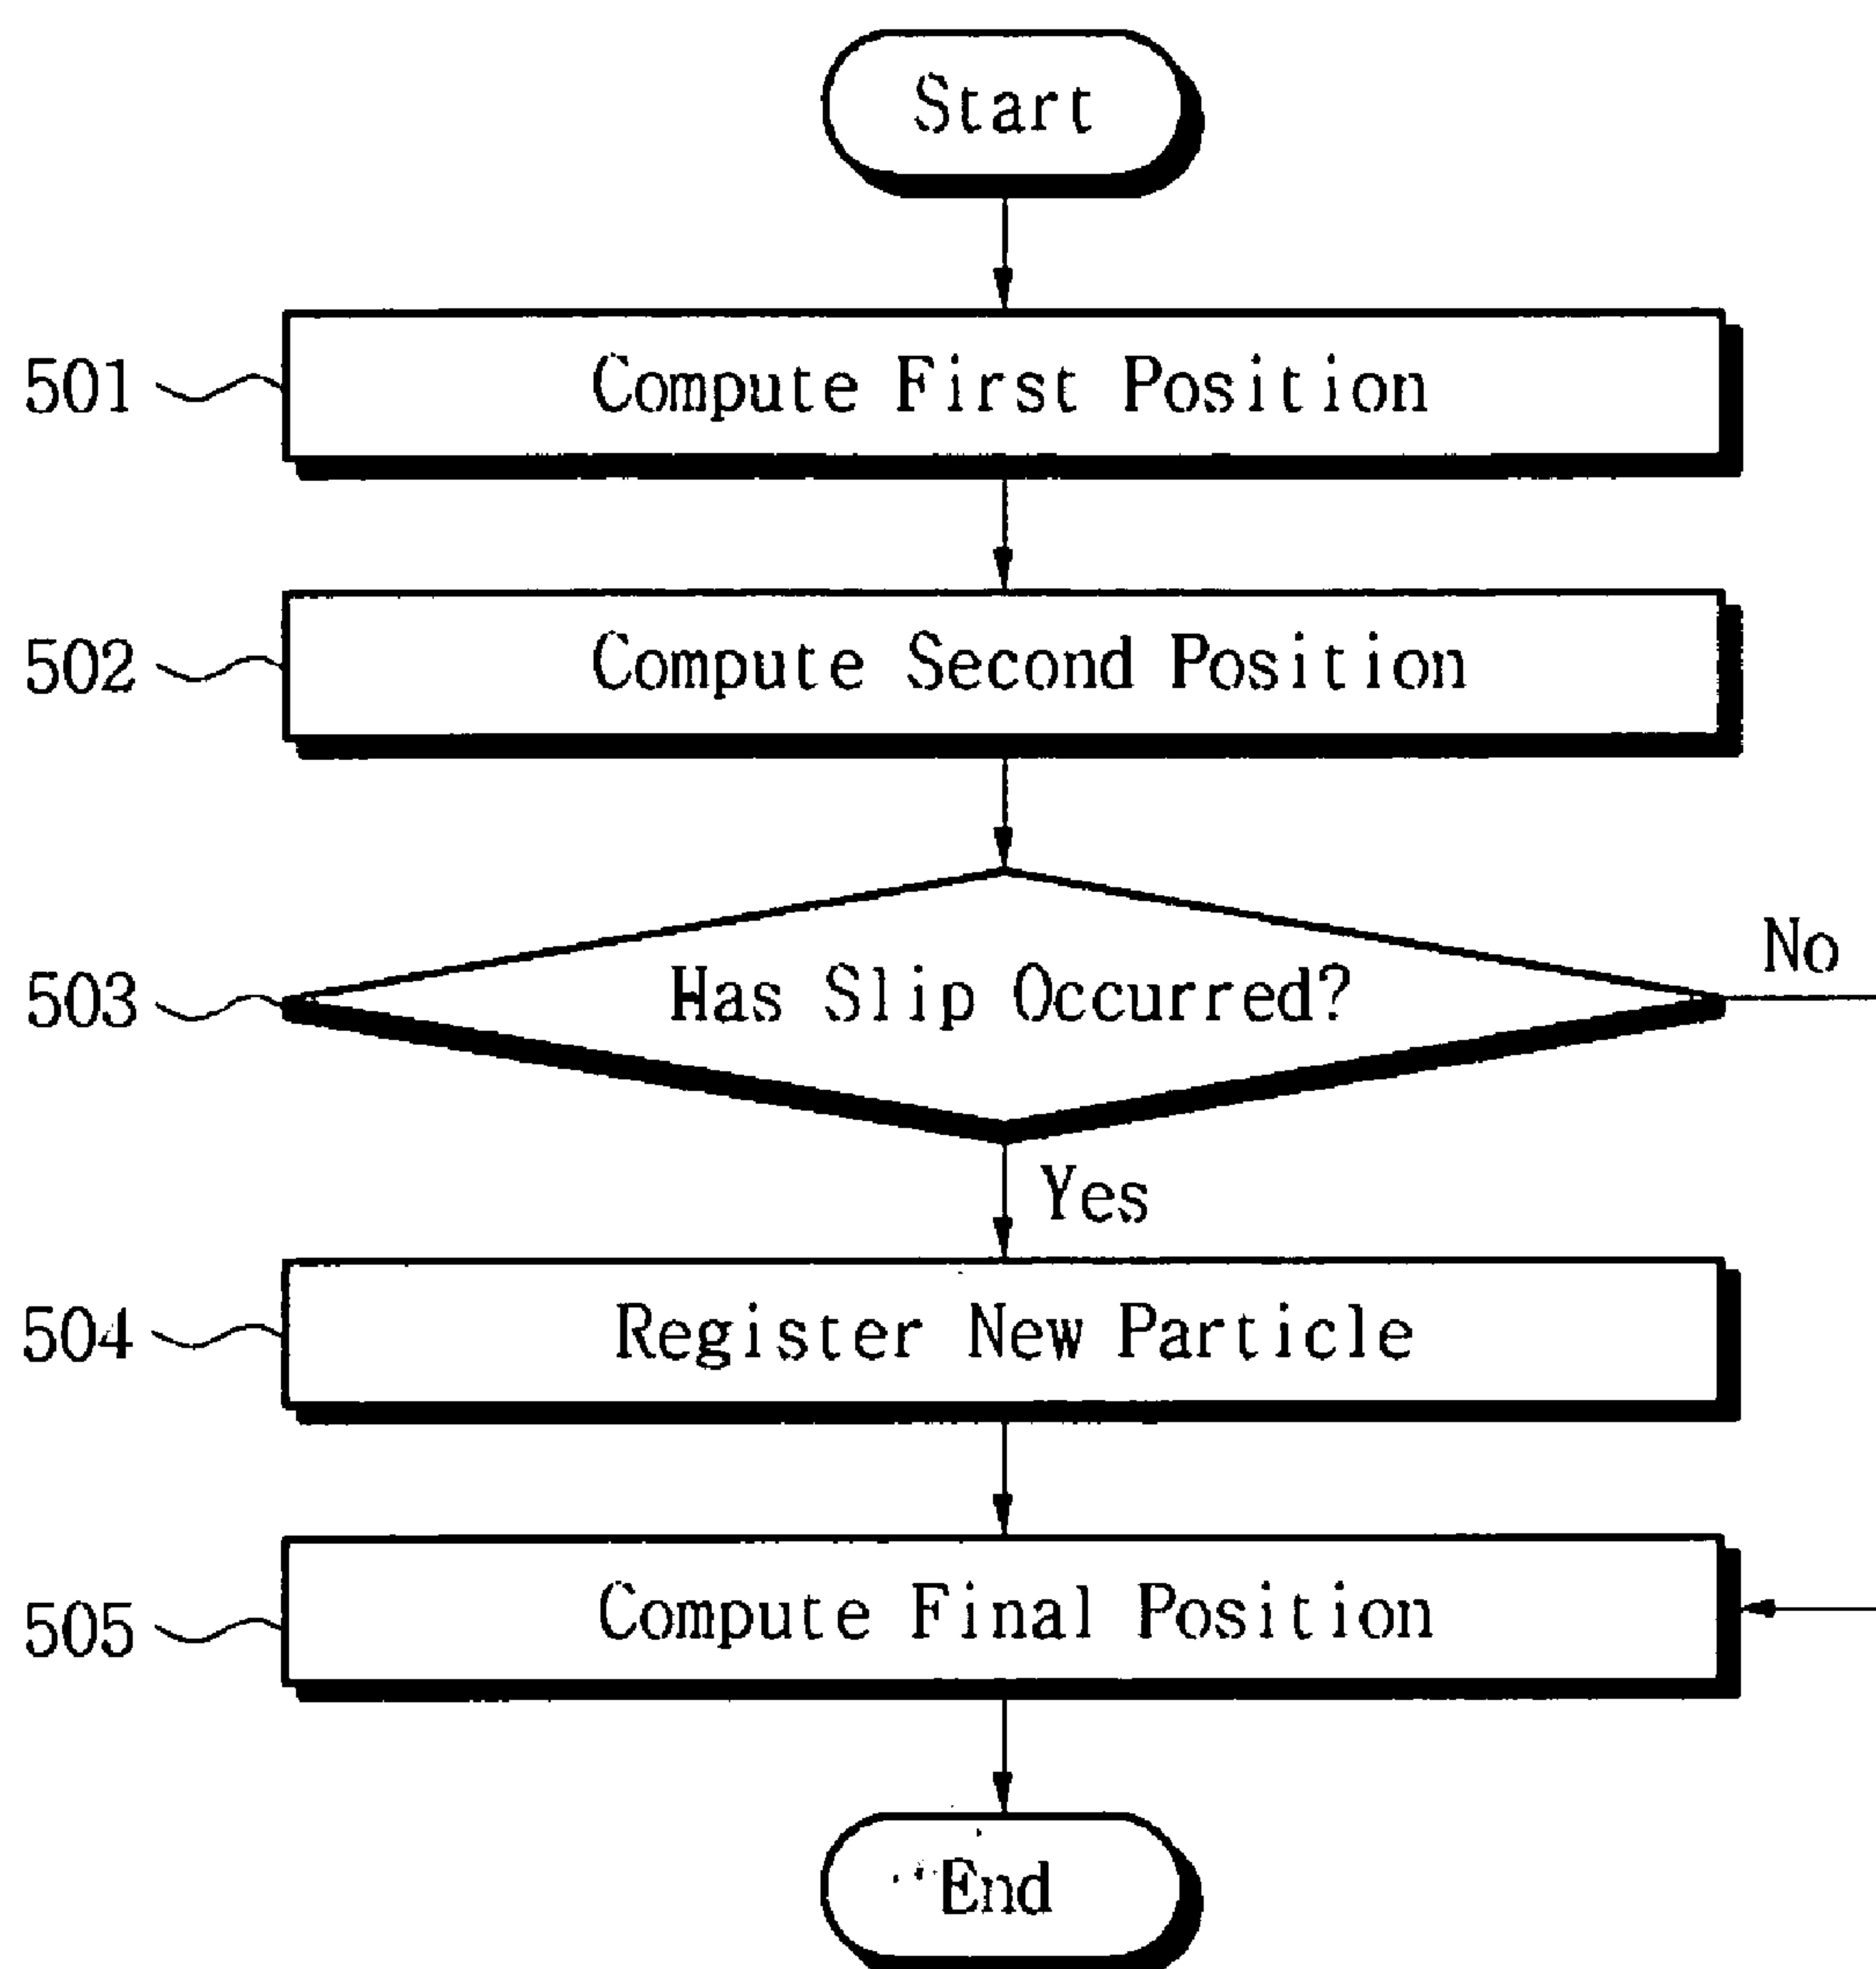 Start
501 Compute First Position
502 Compute Second Position
503 Has Slip Occurred? No
Yes
504 Register New Particle
505 Compute Final Position
End